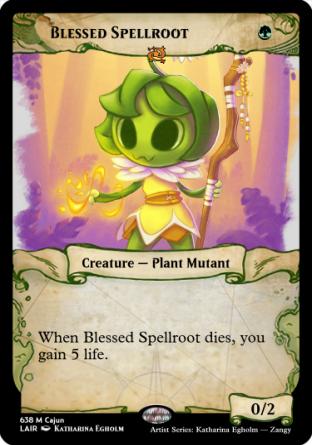 Blessed Spellroot
Creature — Plant Mutant
When Blessed Spellroot dies, you
gain 5 life.
0/2
638 M Cajun
LAIR Katharina Egholm
Artist Series: Katharina Egholm — Zangy